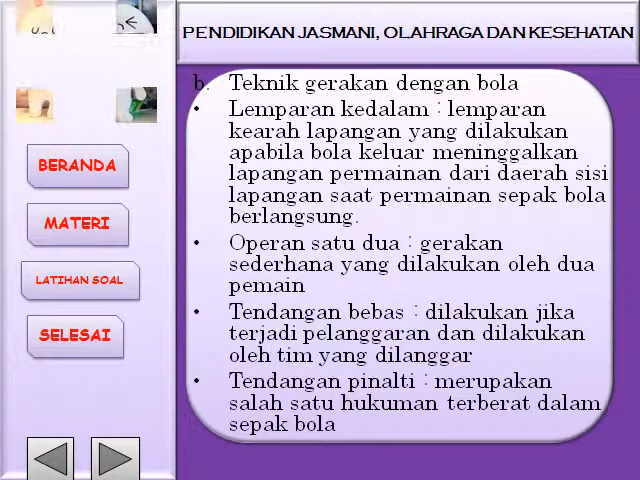 PENDIDIKAN JASMANI, OLAHRAGA DAN KESEHATAN
BERANDA
MATERI
LATIHAN SOAL
SELESAI
b. Teknik gerakan dengan bola
• Lemparan kedalam : lemparan
kearah lapangan yang dilakukan
apabila bola keluar meninggalkan
lapangan permainan dari daerah sisi
lapangan saat permainan sepak bola
berlangsung.
• Operan satu dua : gerakan
sederhana yang dilakukan oleh dua
pemain
• Tendangan bebas : dilakukan jika
terjadi pelanggaran dan dilakukan
oleh tim yang dilanggar
• Tendangan pinalti : merupakan
salah satu hukuman terberat dalam
sepak bola